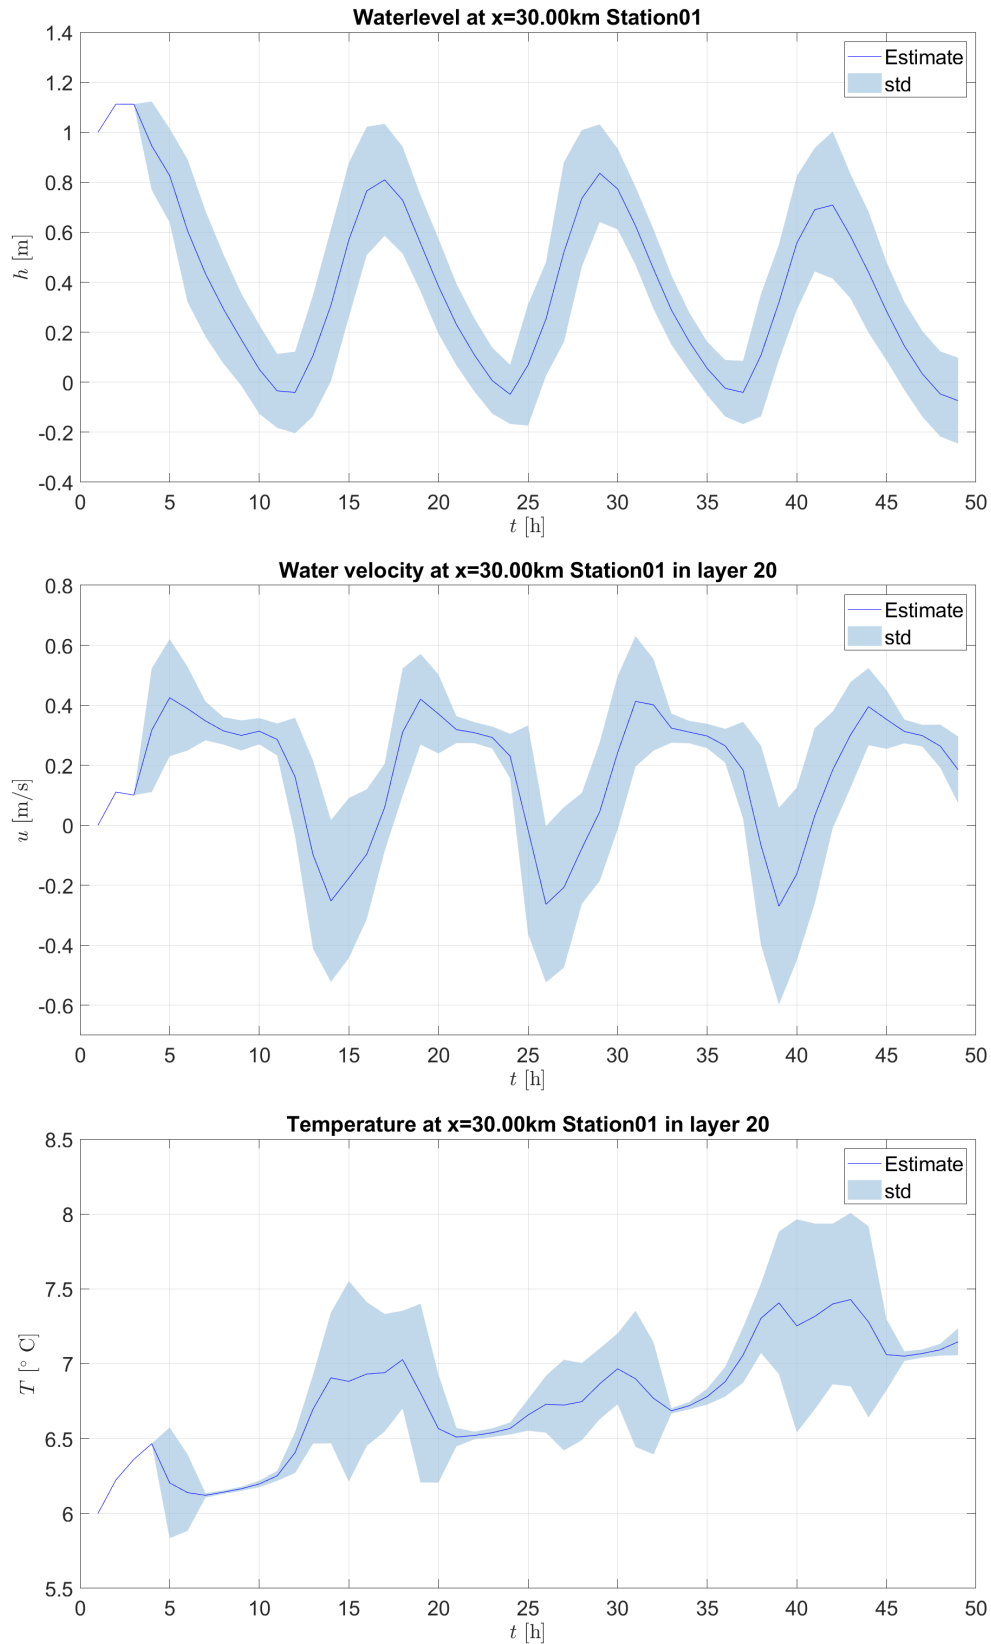 Waterlevel at x=30.00km Station01
1.4
1.2
1
0.8
0.6
0.4
0.2
0
-0.2
-0.4
h [m]
Estimate
std
0 5 10 15 20 25 30 35 40 45 50
t [h]
Water velocity at x=30.00km Station01 in layer 20
0.8
0.6
0.4
0.2
0
-0.2
-0.4
-0.6
u [m/s]
Estimate
std
0 5 10 15 20 25 30 35 40 45 50
t [h]
Temperature at x=30.00km Station01 in layer 20
8.5
8
7.5
7
6.5
6
5.5
T [° C]
Estimate
std
0 5 10 15 20 25 30 35 40 45 50
t [h]